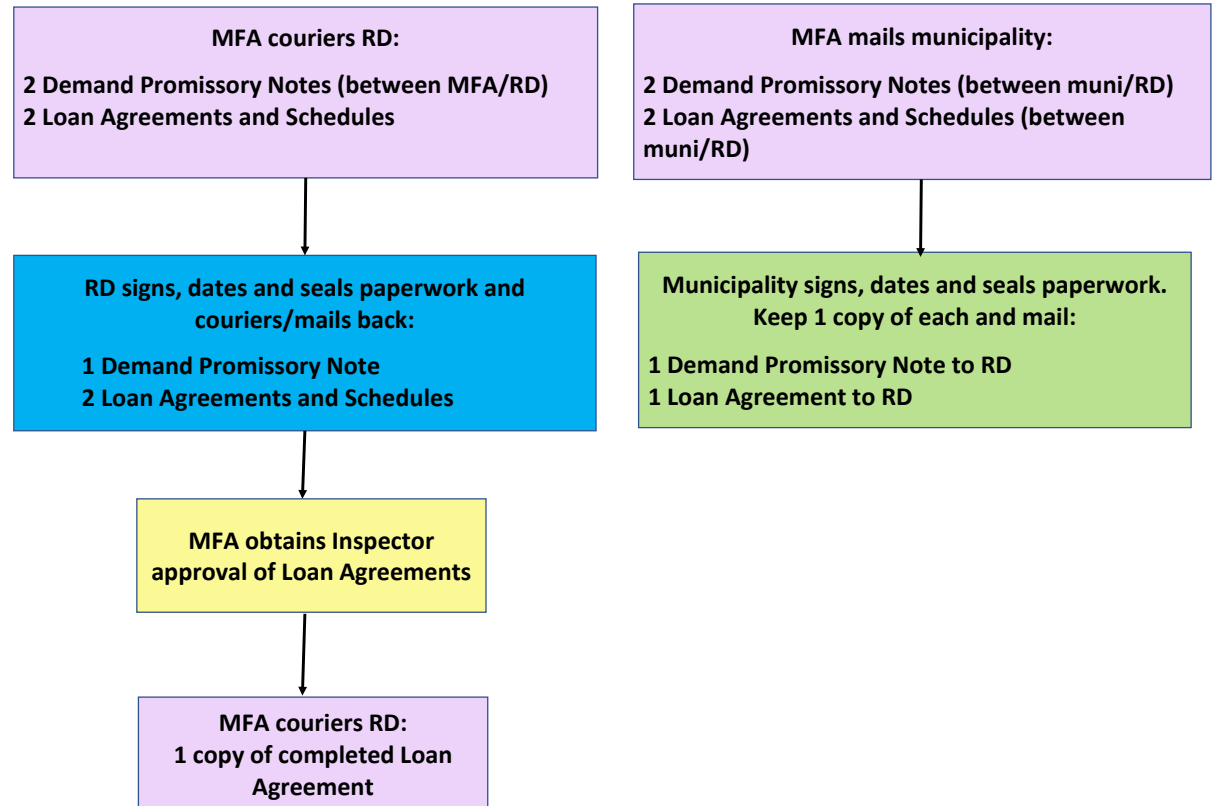 MFA couriers RD:
2 Demand Promissory Notes (between MFA/RD)
2 Loan Agreements and Schedules
MFA mails municipality:
2 Demand Promissory Notes (between muni/RD)
2 Loan Agreements and Schedules (between
muni/RD)
RD signs, dates and seals paperwork and
couriers/mails back:
1 Demand Promissory Note
2 Loan Agreements and Schedules
Municipality signs, dates and seals paperwork.
Keep 1 copy of each and mail:
1 Demand Promissory Note to RD
1 Loan Agreement to RD
MFA obtains Inspector
approval of Loan Agreements
MFA couriers RD:
1 copy of completed Loan
Agreement